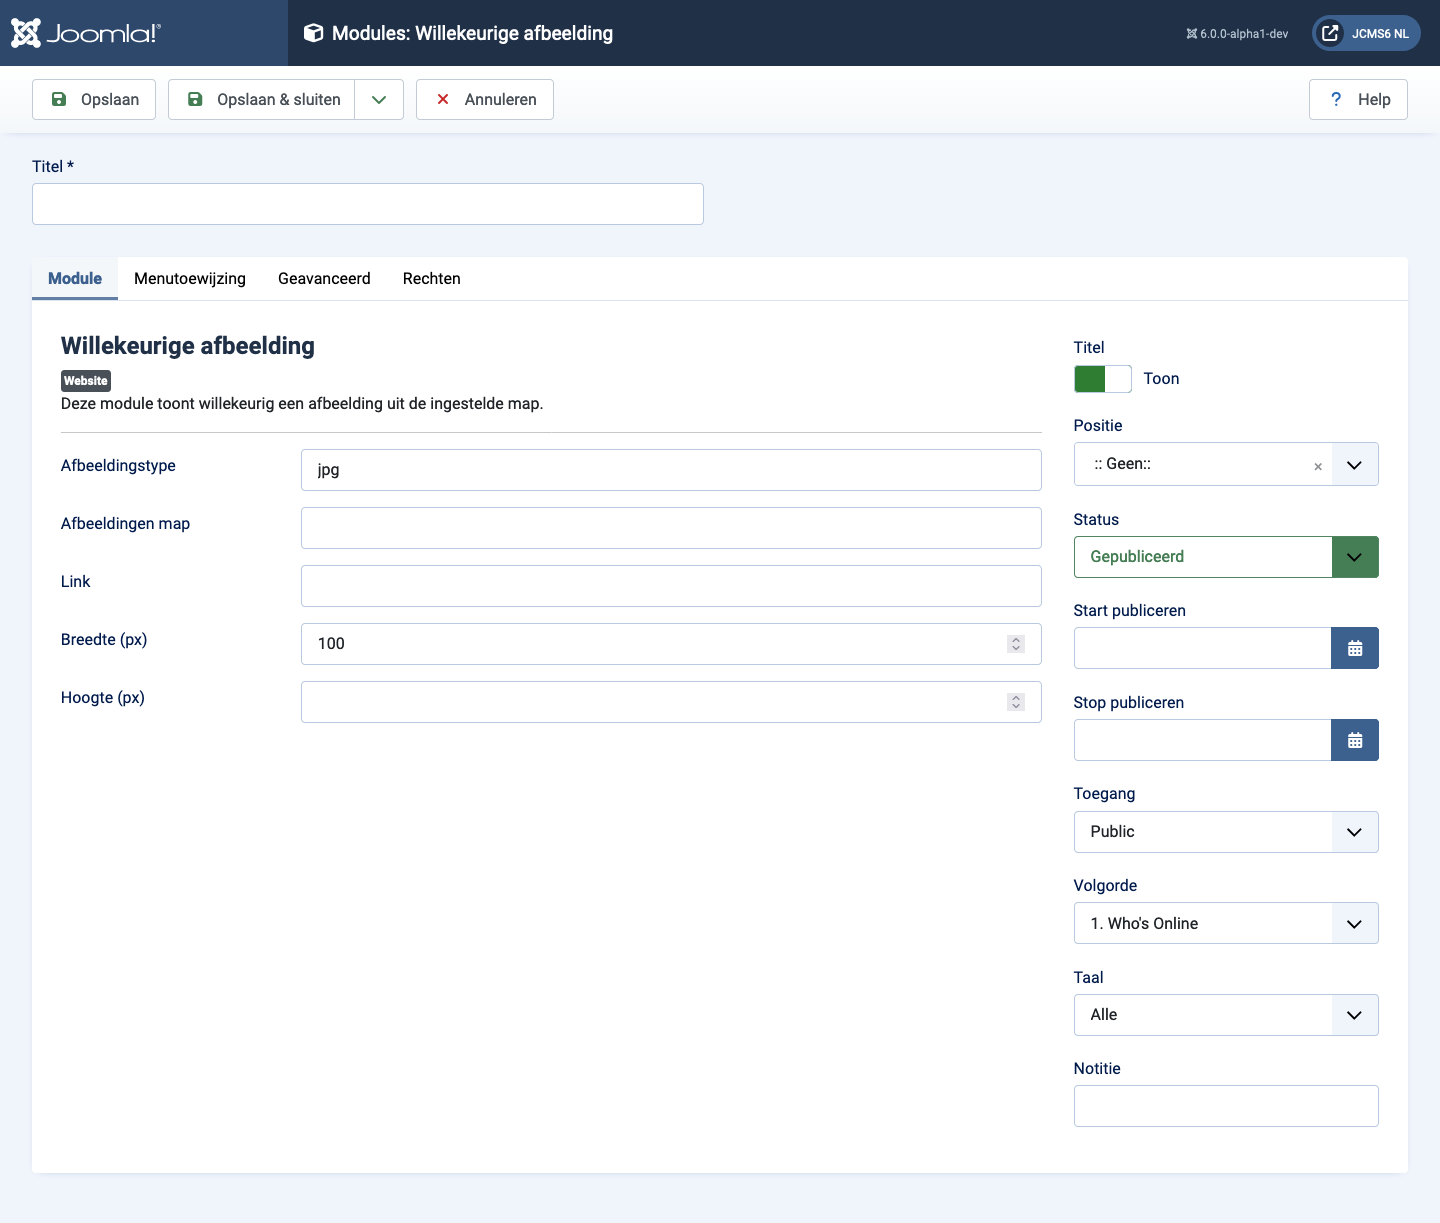 Joomla!®
Modules: Willekeurige afbeelding
6.0.0-alpha1-dev
JCMS6 NL
Opslaan
Opslaan & sluiten
Annuleren
? Help
Titel *
Module
Menutoewijzing
Geavanceerd
Rechten
Willekeurige afbeelding
Website
Deze module toont willekeurig een afbeelding uit de ingestelde map.
Afbeeldingstype
jpg
Afbeeldingen map
Link
Breedte (px)
100
Hoogte (px)
Titel
Toon
Positie
:: Geen::
×
Status
Gepubliceerd
Start publiceren
Stop publiceren
Toegang
Public
Volgorde
1. Who's Online
Taal
Alle
Notitie